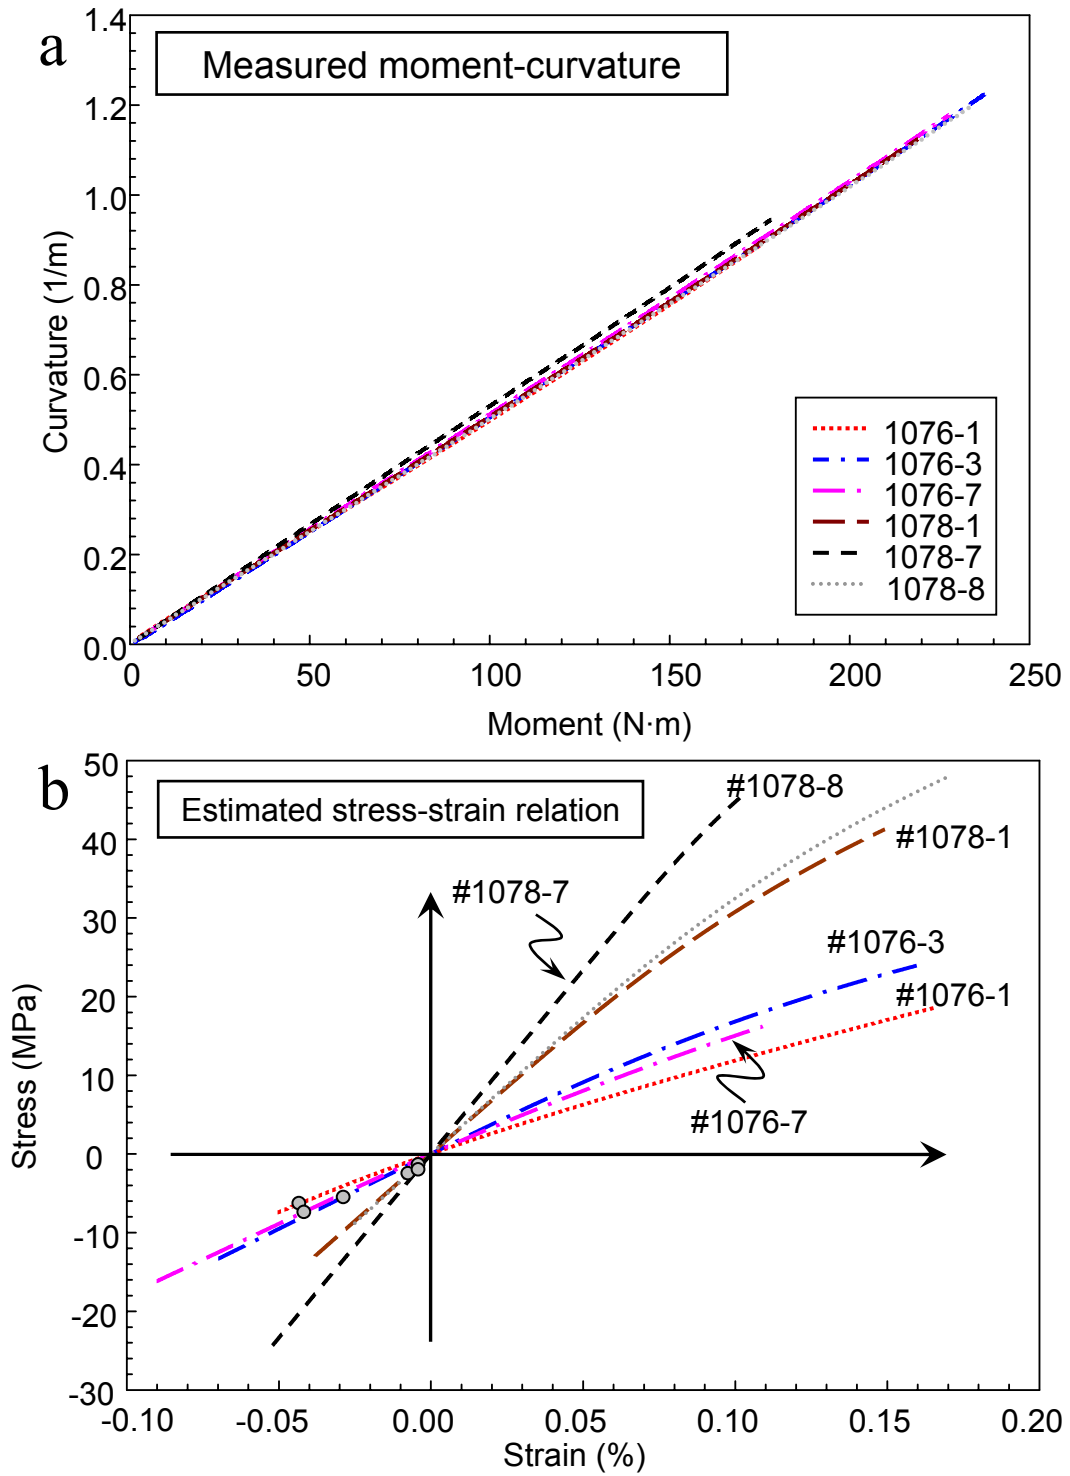 a
Measured moment-curvature
1.4
1.2
1.0
0.8
0.6
0.4
0.2
0.0
Curvature (1/m)
1076-1
1076-3
1076-7
1078-1
1078-7
1078-8
0 50 100 150 200 250
Moment (N·m)
b
Estimated stress-strain relation
50
40
30
20
10
0
-10
-20
-30
Stress (MPa)
#1078-8
#1078-1
#1078-7
#1076-3
#1076-1
#1076-7
-0.10 -0.05 0.00 0.05 0.10 0.15 0.20
Strain (%)